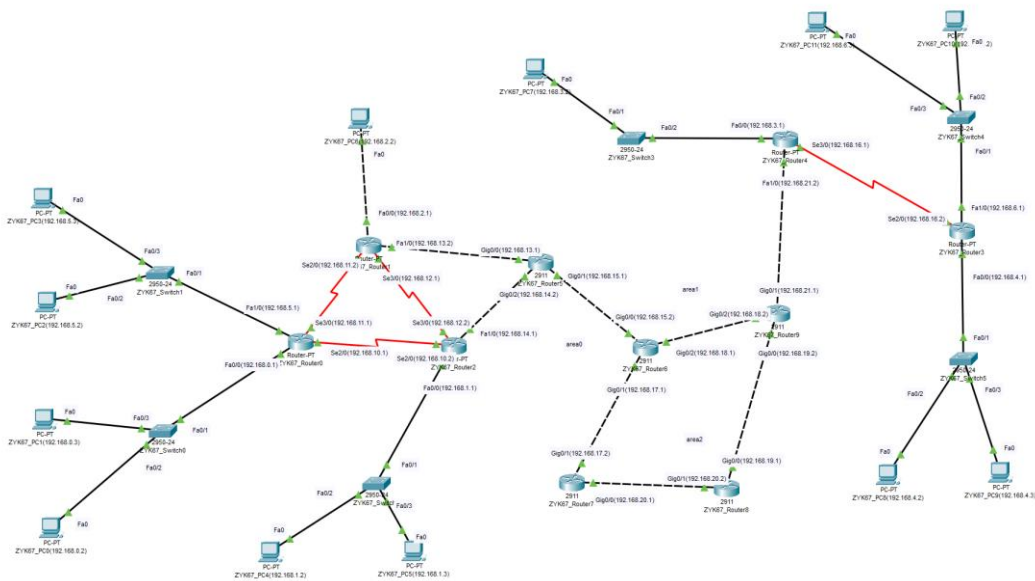 Fa0
PC-PT
ZYK67_PC11(192.168.6.3)
Fa0
PC-PT
Fa0/3
Fa0/2
2950-24
ZYK67_Switch4
Fa0/1
Fa0
PC-PT
ZYK67_PC7(192.168.3.2)
Fa0/1
Fa0/2
2950-24
ZYK67_Switch3
Fa0/0(192.168.3.1)
Router-PT
ZYK67_Router4
Se3/0(192.168.16.1)
Fa1/0(192.168.21.2)
Fa1/0(192.168.6.1)
Se2/0(192.168.16.2)
Router-PT
ZYK67_Router3
Fa0/0(192.168.4.1)
PC-PT
ZYK67_PC6(192.168.2.2)
Fa0
Fa0/0(192.168.2.1)
Fa1/0(192.168.13.2)
Se2/0(192.168.11.2)
Se3/0(192.168.12.1)
Gig0/0(192.168.13.1)
2911
ZYK67_Router5
Gig0/1(192.168.15.1)
Gig0/2(192.168.14.2)
Fa0
PC-PT
ZYK67_PC3(192.168.5.3)
Fa0/3
Fa0/1
2950-24
ZYK67_Switch1
Fa0
Fa0/2
PC-PT
ZYK67_PC2(192.168.5.2)
Fa1/0(192.168.5.1)
Se3/0(192.168.11.1)
Router-PT
ZYK67_Router0
Se2/0(192.168.10.1)
Fa0/0(192.168.0.1)
Se3/0(192.168.12.2)
Fa1/0(192.168.14.1)
Se2/0(192.168.10.2)
ZYK67_Router2
Fa0/0(192.168.1.1)
area1
area0
area2
Gig0/0(192.168.15.2)
2911
ZYK67_Router6
Gig0/2(192.168.18.1)
Gig0/1(192.168.17.1)
Gig0/1(192.168.21.1)
Gig0/2(192.168.18.2)
2911
ZYK67_Router9
Gig0/0(192.168.19.2)
Gig0/1(192.168.17.2)
2911
ZYK67_Router7
Gig0/0(192.168.20.1)
Gig0/0(192.168.19.1)
Gig0/1(192.168.20.2)
2911
ZYK67_Router8
Fa0
PC-PT
ZYK67_PC1(192.168.0.3)
Fa0/3
Fa0/1
2950-24
ZYK67_Switch0
Fa0/2
Fa0
PC-PT
ZYK67_PC0(192.168.0.2)
Fa0/1
2950-24
Fa0/2
Fa0/3
Fa0
PC-PT
ZYK67_PC4(192.168.1.2)
Fa0
PC-PT
ZYK67_PC5(192.168.1.3)
Fa0/1
2950-24
ZYK67_Switch5
Fa0/2
Fa0/3
Fa0
PC-PT
ZYK67_PC8(192.168.4.2)
Fa0
PC-PT
ZYK67_PC9(192.168.4.3)